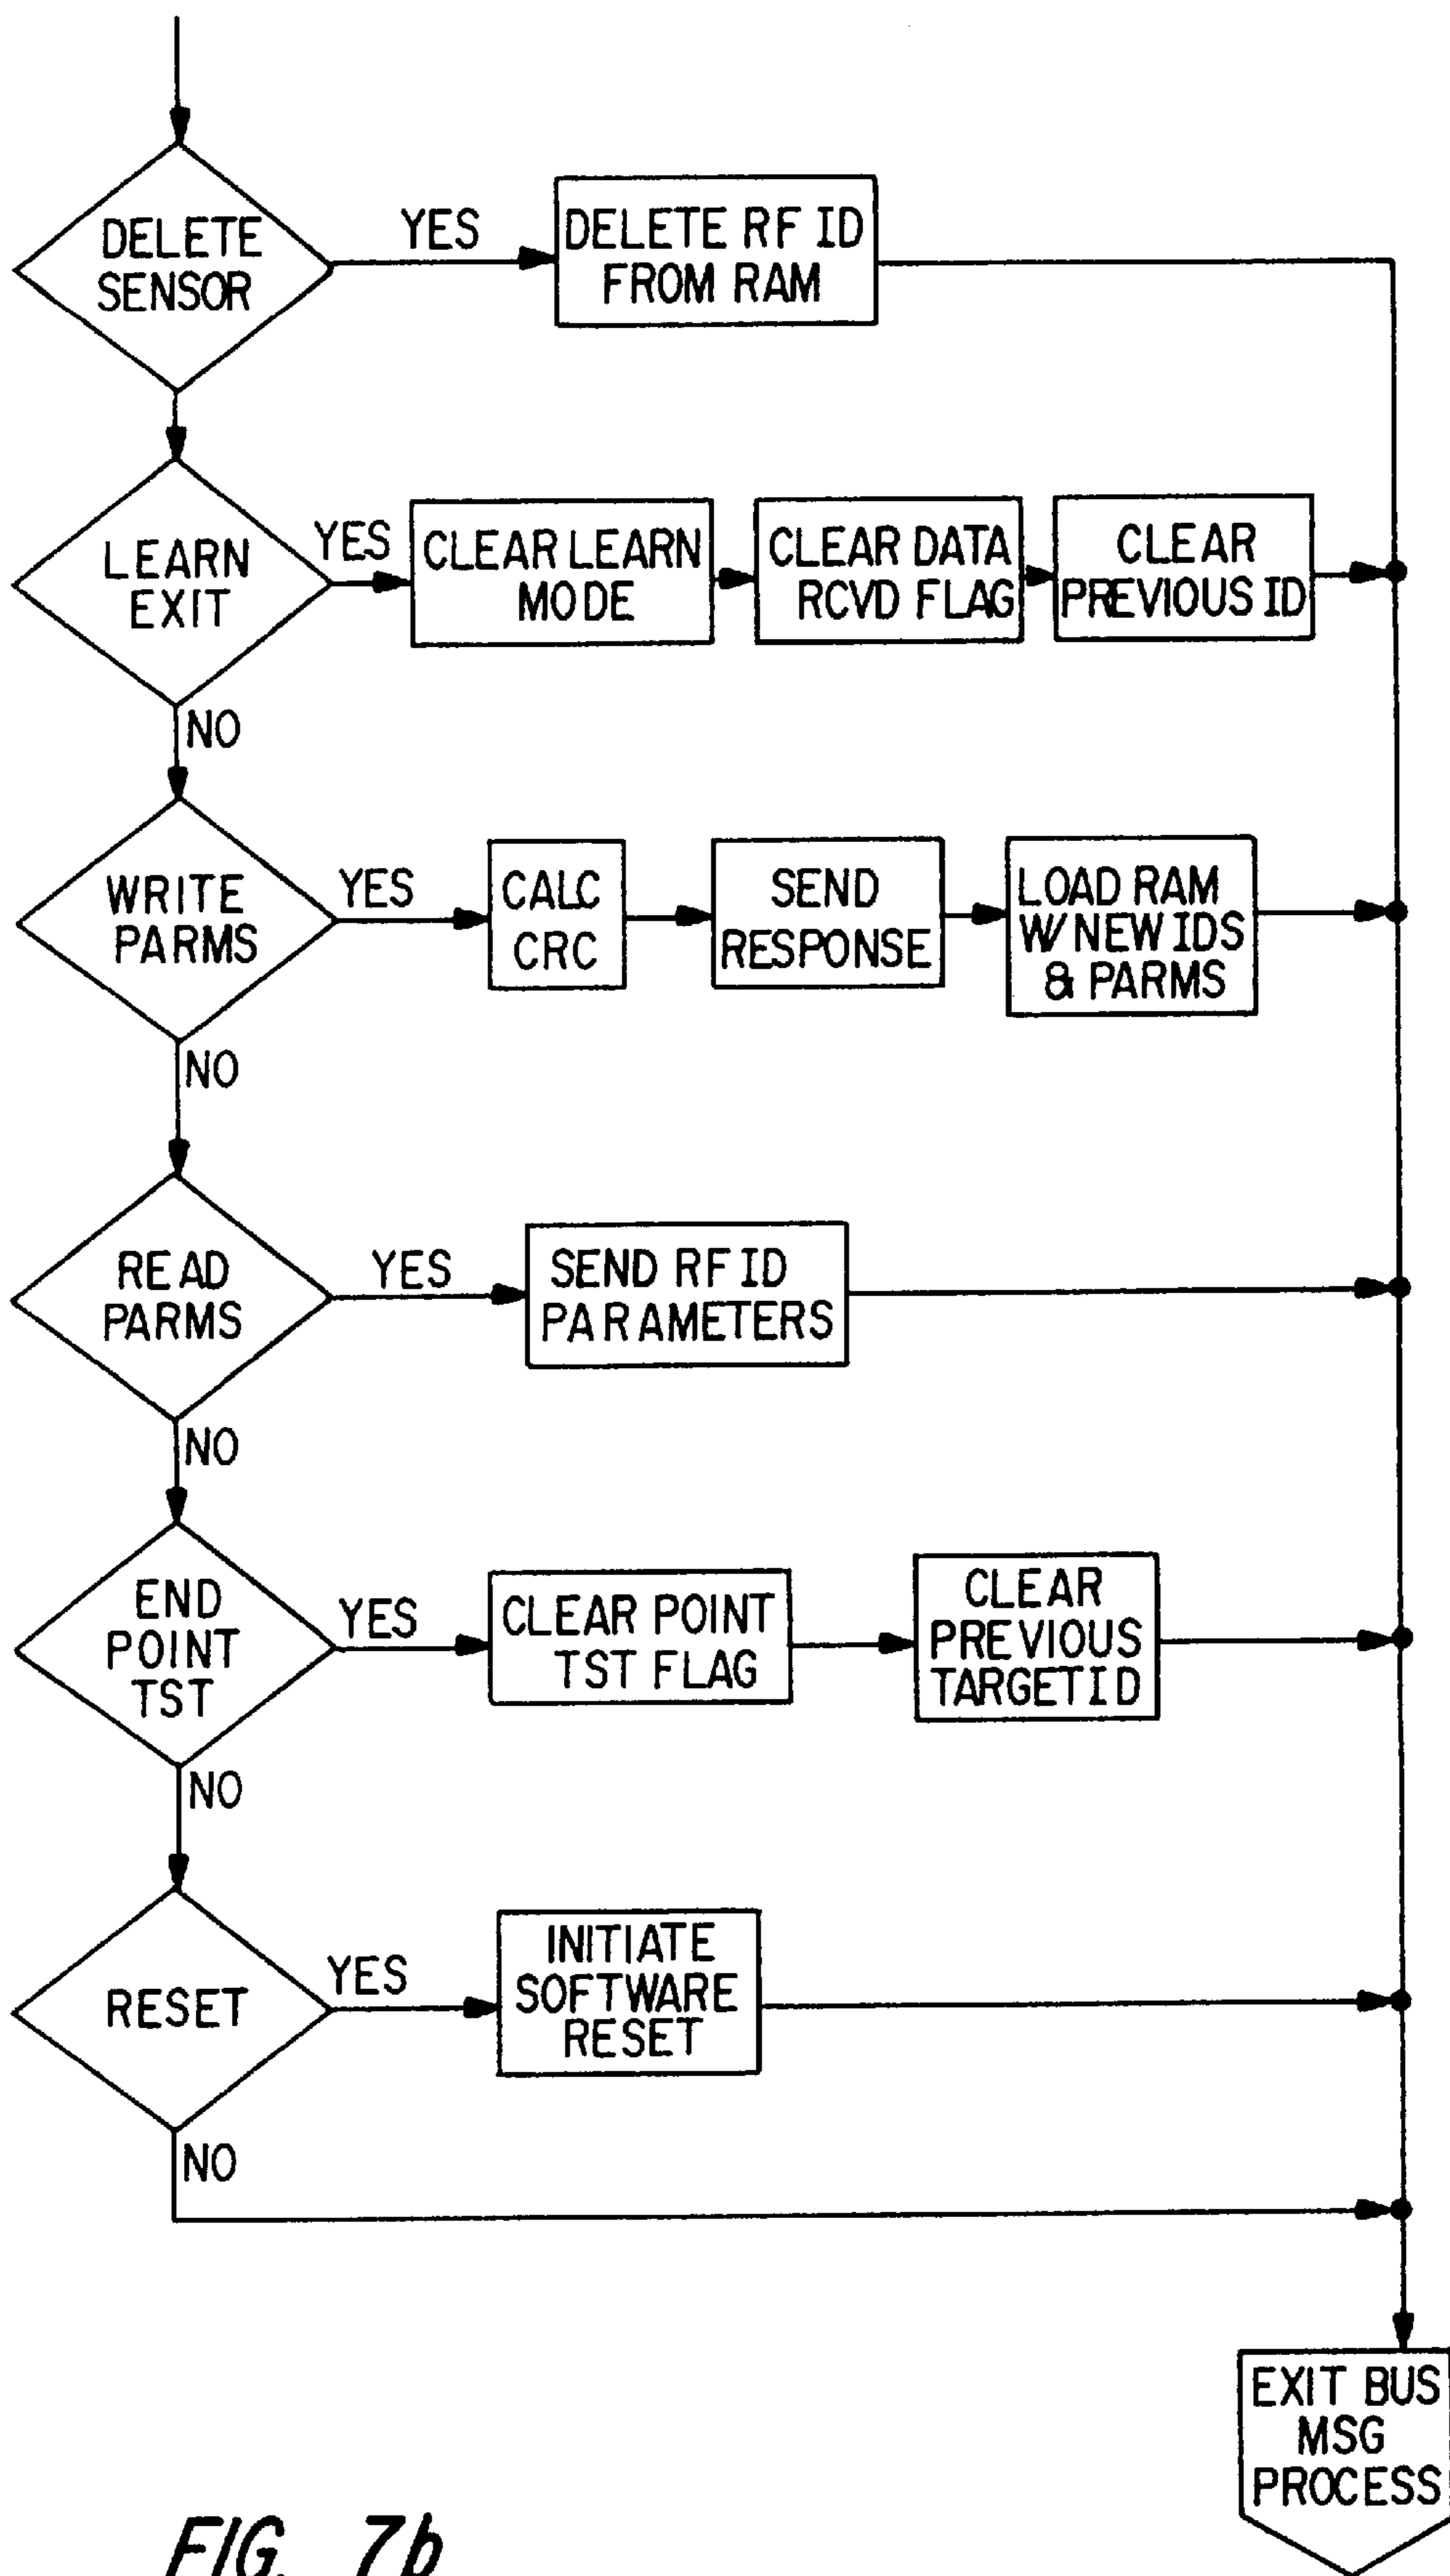 DELETE
SENSOR
YES
DELETE RF ID
FROM RAM
LEARN
EXIT
YES
CLEAR LEARN
MODE
CLEAR DATA
RCVD FLAG
CLEAR
PREVIOUS ID
NO
WRITE
PARMS
YES
CALC
CRC
SEND
RESPONSE
LOAD RAM
W/ NEW IDS
& PARMS
NO
READ
PARMS
YES
SEND RF ID
PARAMETERS
NO
END
POINT
TST
YES
CLEAR POINT
TST FLAG
CLEAR
PREVIOUS
TARGET ID
NO
RESET
YES
INITIATE
SOFTWARE
RESET
NO
EXIT BUS
MSG
PROCESS
FIG. 7b